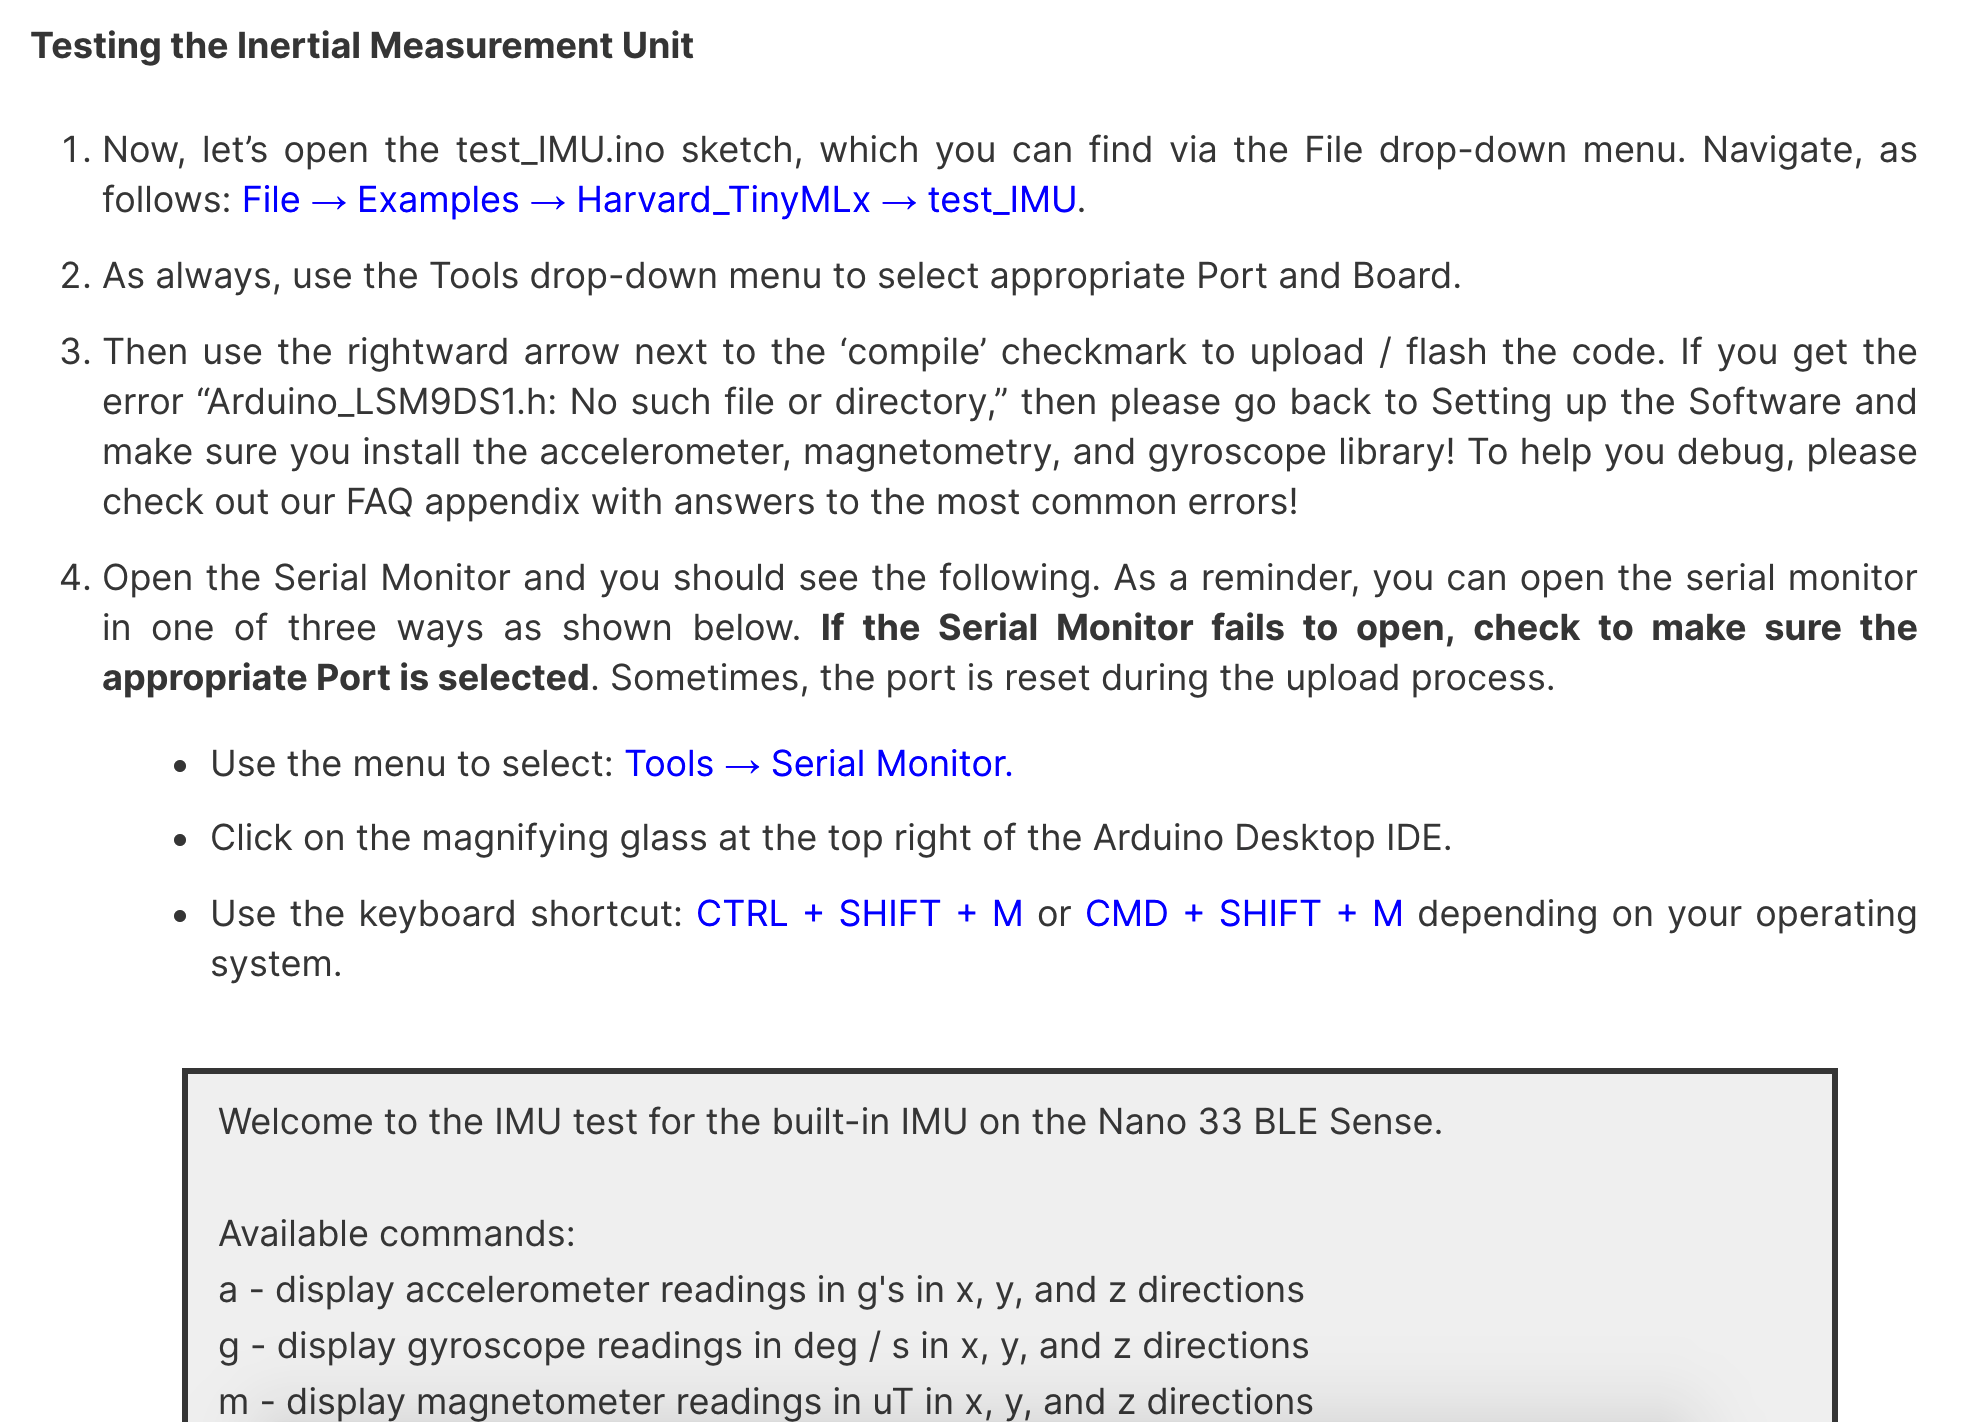 Testing the Inertial Measurement Unit
1. Now, let’s open the test_IMU.ino sketch, which you can find via the File drop-down menu. Navigate, as
follows: File → Examples → Harvard_TinyMLx → test_IMU.
2. As always, use the Tools drop-down menu to select appropriate Port and Board.
3. Then use the rightward arrow next to the ‘compile’ checkmark to upload / flash the code. If you get the
error “Arduino_LSM9DS1.h: No such file or directory,” then please go back to Setting up the Software and
make sure you install the accelerometer, magnetometry, and gyroscope library! To help you debug, please
check out our FAQ appendix with answers to the most common errors!
4. Open the Serial Monitor and you should see the following. As a reminder, you can open the serial monitor
in one of three ways as shown below. If the Serial Monitor fails to open, check to make sure the
appropriate Port is selected. Sometimes, the port is reset during the upload process.
• Use the menu to select: Tools → Serial Monitor.
• Click on the magnifying glass at the top right of the Arduino Desktop IDE.
• Use the keyboard shortcut: CTRL + SHIFT + M or CMD + SHIFT + M depending on your operating
system.
Welcome to the IMU test for the built-in IMU on the Nano 33 BLE Sense.
Available commands:
a - display accelerometer readings in g's in x, y, and z directions
g - display gyroscope readings in deg / s in x, y, and z directions
m - display magnetometer readings in uT in x, y, and z directions